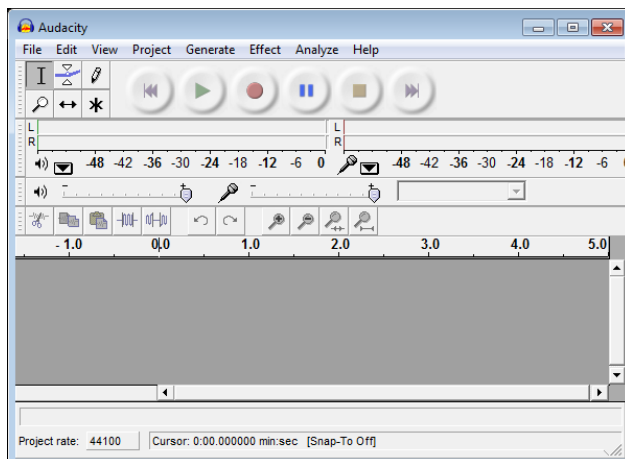 Audacity
File Edit View Project Generate Effect Analyze Help
L L
R R
-48 -42 -36 -30 -24 -18 -12 -6 0 -48 -42 -36 -30 -24 -18 -12 -6
- 1.0 0.0 1.0 2.0 3.0 4.0 5.0
Project rate: 44100 Cursor: 0:00.000000 min:sec [Snap-To Off]